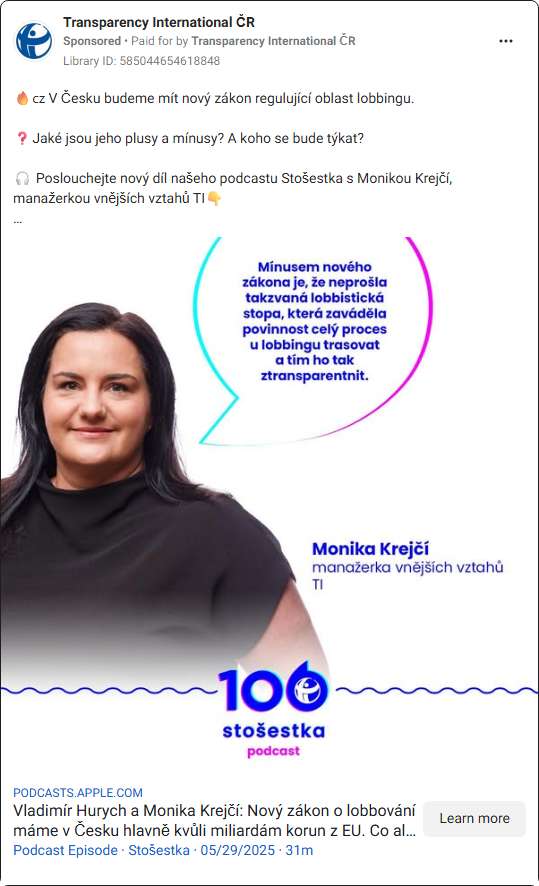 Transparency International ČR
Sponsored • Paid for by Transparency International ČR
Library ID: 585044654618848
🔥 cz V Česku budeme mít nový zákon regulující oblast lobbingu.
❓ Jaké jsou jeho plusy a mínusy? A koho se bude týkat?
🎧 Poslouchejte nový díl našeho podcastu Stošestka s Monikou Krejčí,
manažerkou vnějších vztahů TI👇
...
Mínusem nového
zákona je, že neprošla
takzvaná lobbistická
stopa, která zaváděla
povinnost celý proces
u lobbingu trasovat
a tím ho tak
ztransparentnit.
Monika Krejčí
manažerka vnějších vztahů
TI
106
stošestka
podcast
PODCASTS.APPLE.COM
Vladimír Hurych a Monika Krejčí: Nový zákon o lobbování
máme v Česku hlavně kvůli miliardám korun z EU. Co al...
Learn more
Podcast Episode · Stošestka · 05/29/2025 · 31m